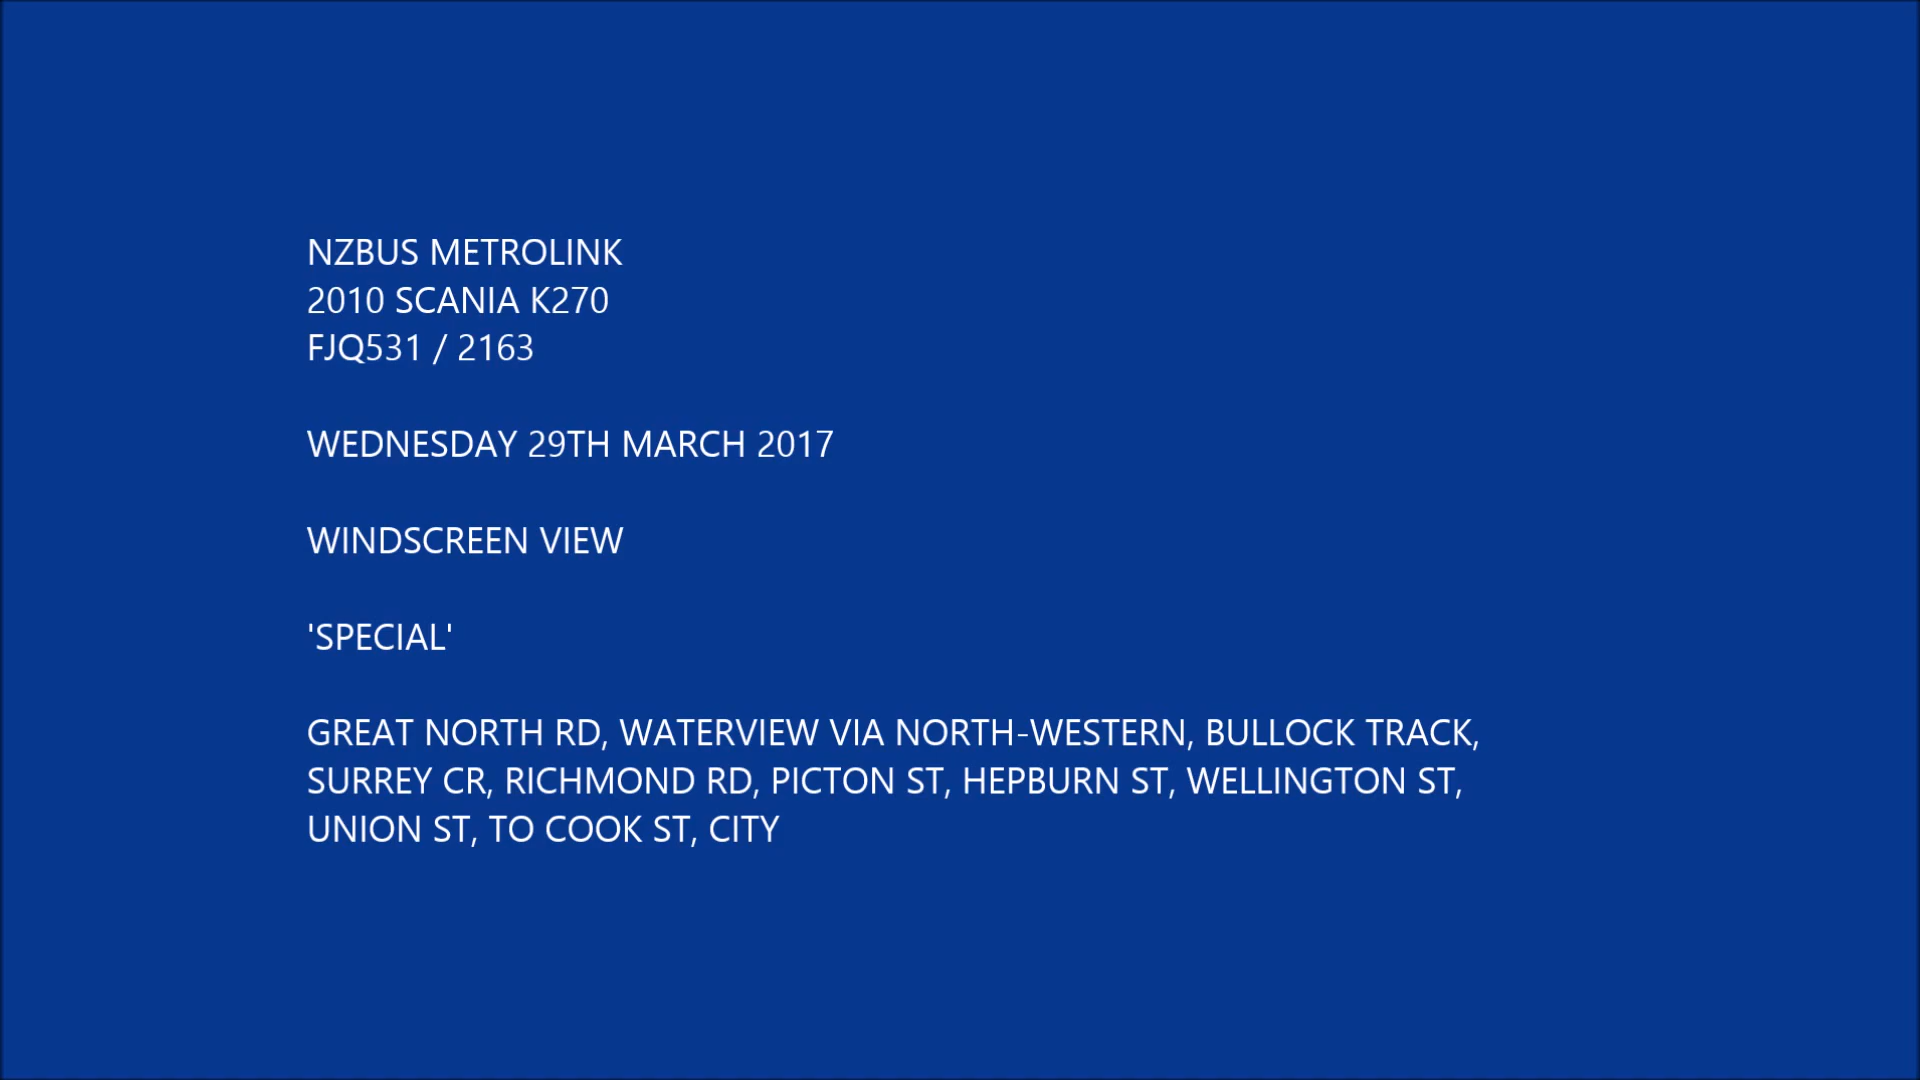 NZBUS METROLINK
2010 SCANIA K270
FJQ531 / 2163
WEDNESDAY 29TH MARCH 2017
WINDSCREEN VIEW
'SPECIAL'
GREAT NORTH RD, WATERVIEW VIA NORTH-WESTERN, BULLOCK TRACK,
SURREY CR, RICHMOND RD, PICTON ST, HEPBURN ST, WELLINGTON ST,
UNION ST, TO COOK ST, CITY